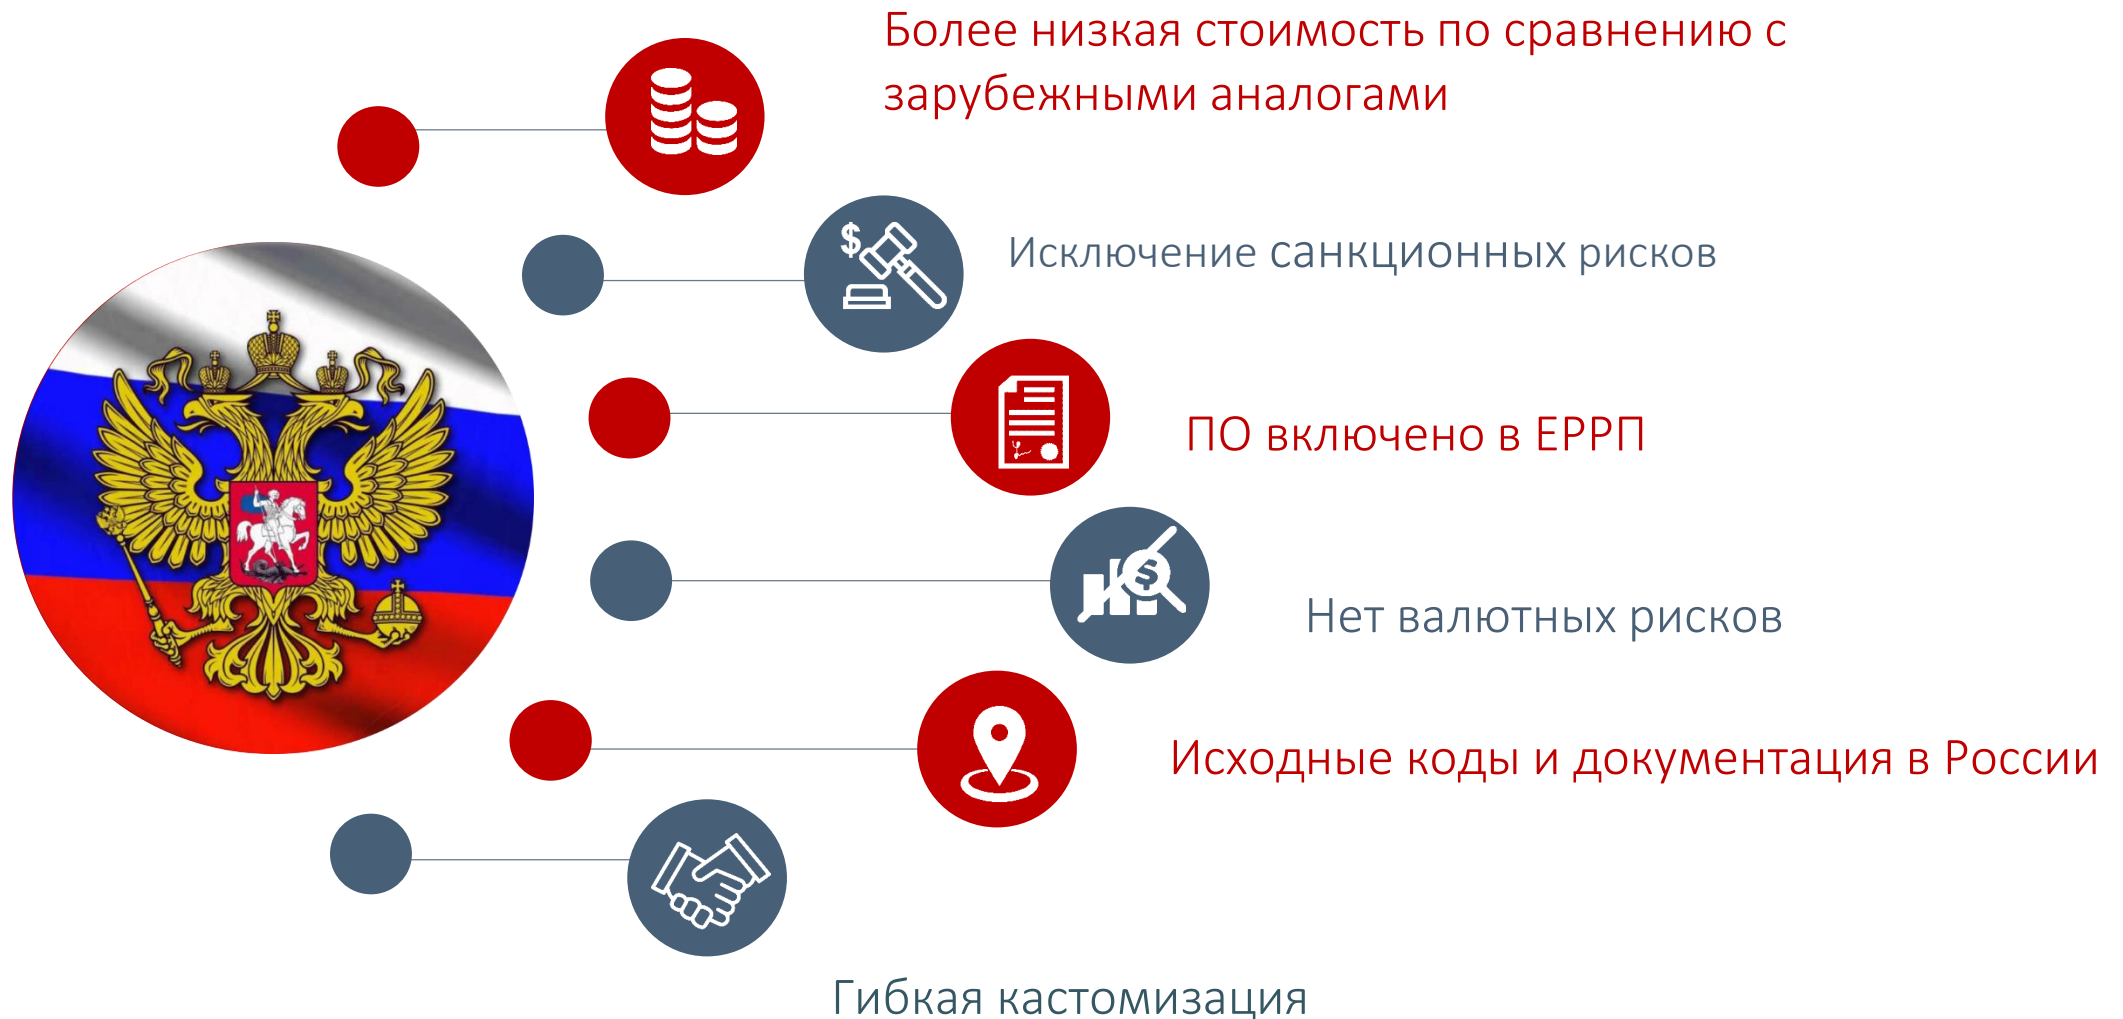 Более низкая стоимость по сравнению с
зарубежными аналогами
Исключение санкционных рисков
ПО включено в ЕРРП
Нет валютных рисков
Исходные коды и документация в России
Гибкая кастомизация